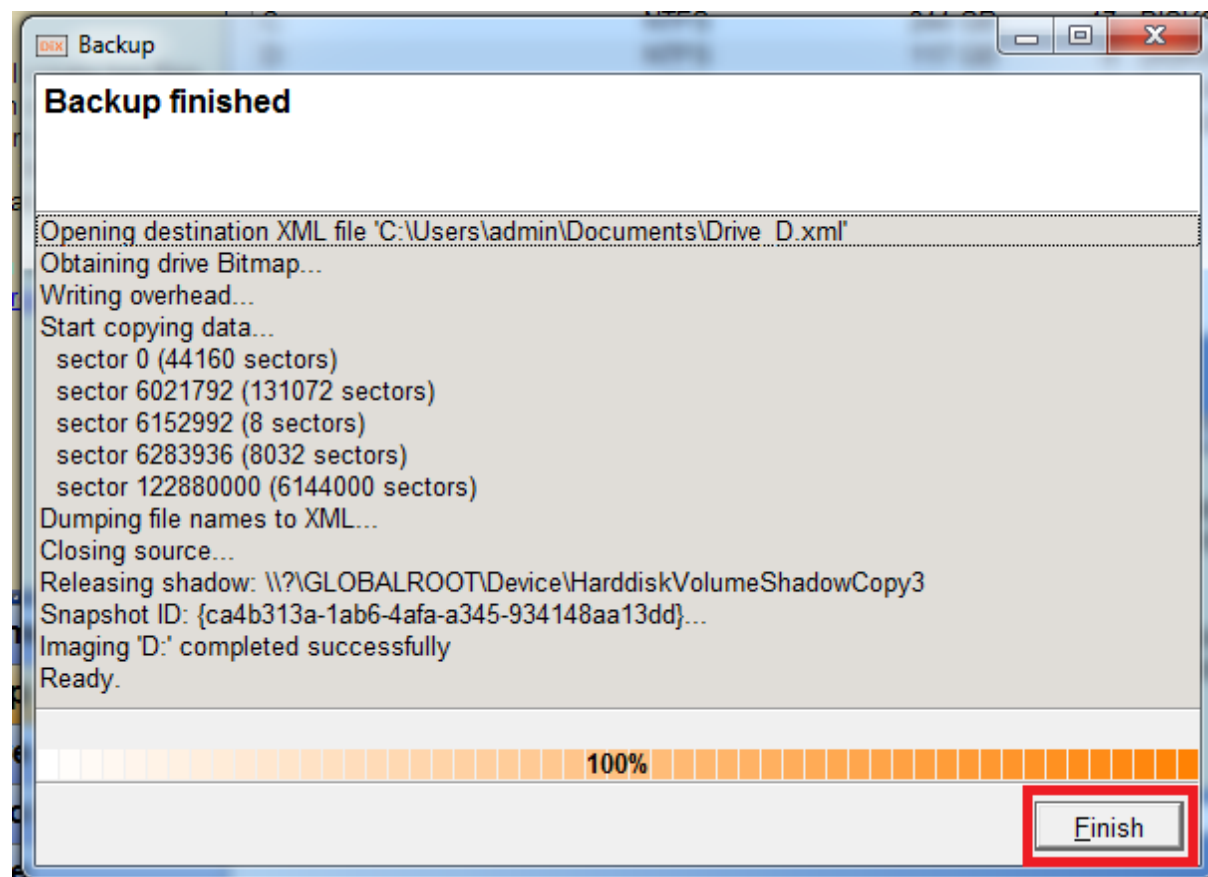 DiX Backup
Backup finished
Opening destination XML file 'C:\Users\admin\Documents\Drive_D.xml'
Obtaining drive Bitmap...
Writing overhead...
Start copying data...
sector 0 (44160 sectors)
sector 6021792 (131072 sectors)
sector 6152992 (8 sectors)
sector 6283936 (8032 sectors)
sector 122880000 (6144000 sectors)
Dumping file names to XML...
Closing source...
Releasing shadow: \\?\GLOBALROOT\Device\HarddiskVolumeShadowCopy3
Snapshot ID: {ca4b313a-1ab6-4afa-a345-934148aa13dd}...
Imaging 'D:' completed successfully
Ready.
100%
Finish